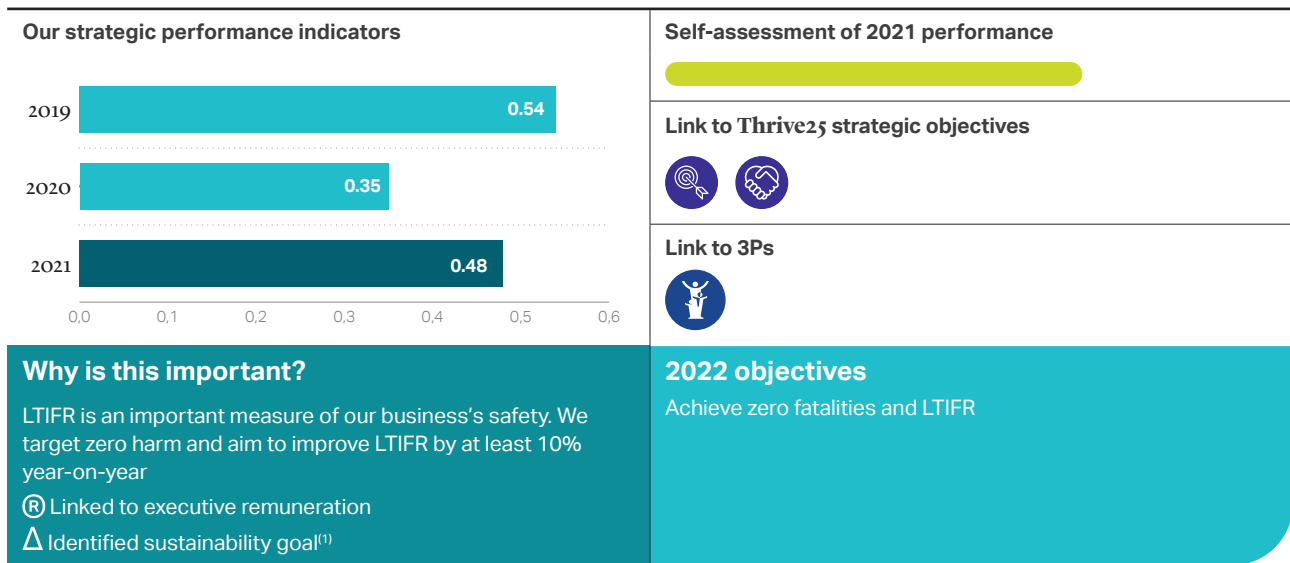 Our strategic performance indicators
2019
0.54
2020
0.35
2021
0.48
0,0 0,1 0,2 0,3 0,4 0,5 0,6
Self-assessment of 2021 performance
Link to Thrive25 strategic objectives
Link to 3Ps
Why is this important?
LTIFR is an important measure of our business's safety. We
target zero harm and aim to improve LTIFR by at least 10%
year-on-year
Ⓡ Linked to executive remuneration
Δ Identified sustainability goal(1)
2022 objectives
Achieve zero fatalities and LTIFR